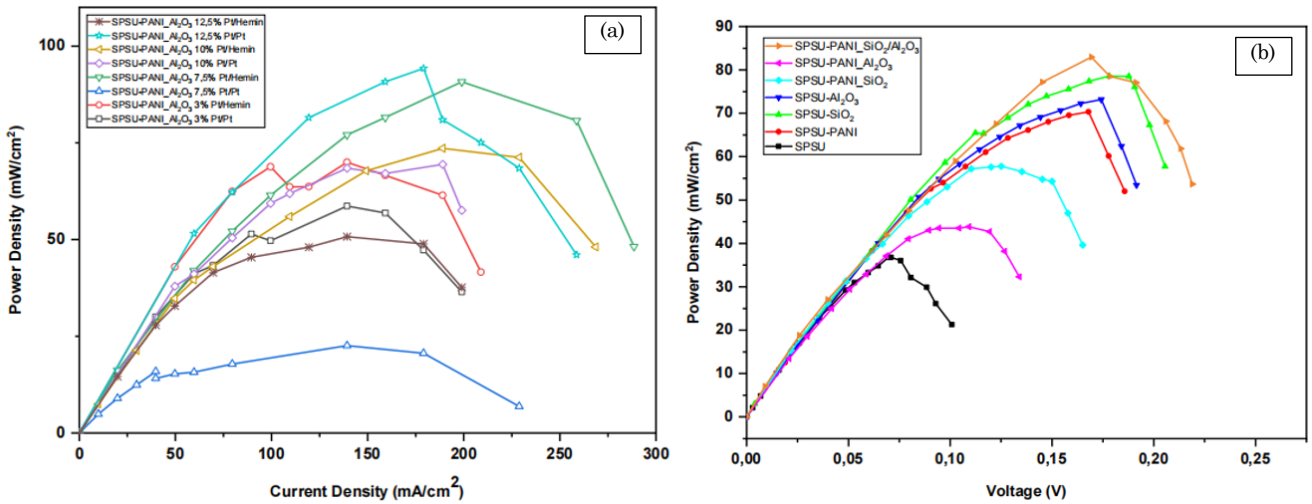 (a)
SPSU-PANI_Al₂O₃ 12,5% Pt/Hemin
SPSU-PANI_Al₂O₃ 12,5% Pt/Pt
SPSU-PANI_Al₂O₃ 10% Pt/Hemin
SPSU-PANI_Al₂O₃ 10% Pt/Pt
SPSU-PANI_Al₂O₃ 7,5% Pt/Hemin
SPSU-PANI_Al₂O₃ 7,5% Pt/Pt
SPSU-PANI_Al₂O₃ 3% Pt/Hemin
SPSU-PANI_Al₂O₃ 3% Pt/Pt
Power Density (mW/cm²)
100
50
0
0 50 100 150 200 250 300
Current Density (mA/cm²)
(b)
SPSU-PANI_SiO₂/Al₂O₃
SPSU-PANI_Al₂O₃
SPSU-PANI_SiO₂
SPSU-Al₂O₃
SPSU-SiO₂
SPSU-PANI
SPSU
Power Density (mW/cm²)
90
80
70
60
50
40
30
20
10
0
0,00 0,05 0,10 0,15 0,20 0,25
Voltage (V)